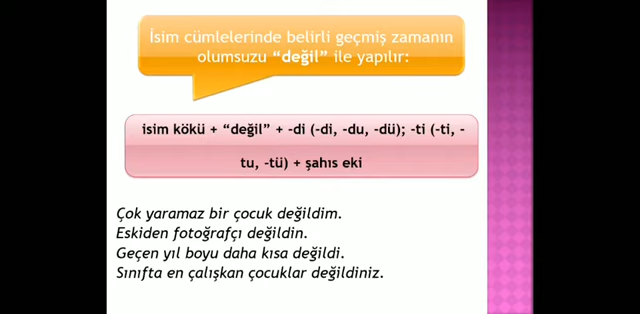 İsim cümlelerinde belirli geçmiş zamanın
olumsuzu “değil” ile yapılır:
isim kökü + “değil” + -di (-di, -du, -dü); -ti (-ti, -
tu, -tü) + şahıs eki
Çok yaramaz bir çocuk değildim.
Eskiden fotoğrafçı değildin.
Geçen yıl boyu daha kısa değildi.
Sınıfta en çalışkan çocuklar değildiniz.